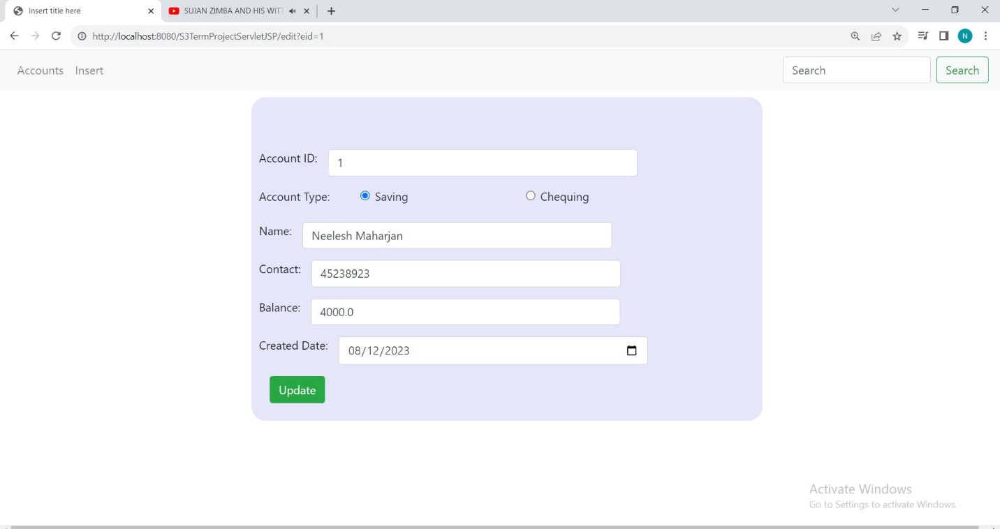 Insert title here
SUJAN ZIMBA AND HIS WIT
http://localhost:8080/S3TermProjectServletJSP/edit?eid=1
N
Accounts Insert Search Search
Account ID: 1
Account Type: Saving Chequing
Name: Neelesh Maharjan
Contact: 45238923
Balance: 4000.0
Created Date: 08/12/2023
Update
Activate Windows
Go to Settings to activate Windows.